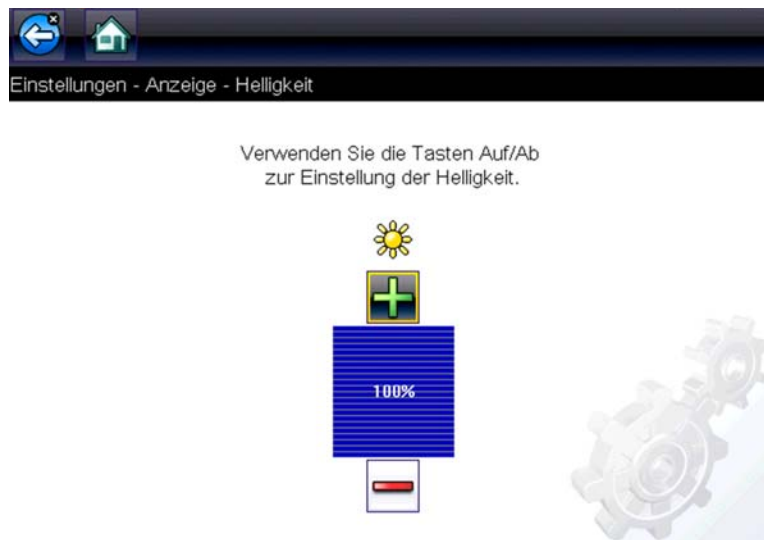 Einstellungen - Anzeige - Helligkeit
Verwenden Sie die Tasten Auf/Ab
zur Einstellung der Helligkeit.
100%